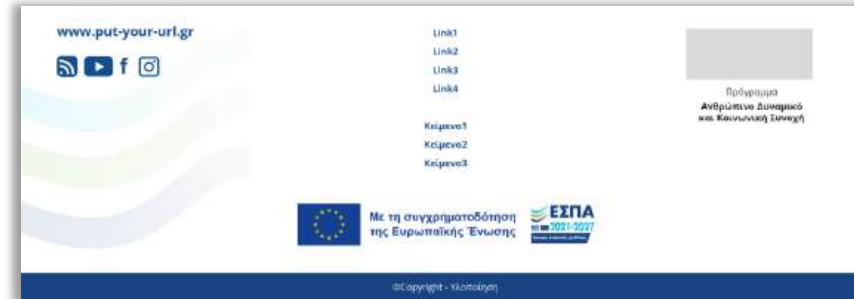 www.put-your-url.gr
f
Link1
Link2
Link3
Link4
Κείμενο1
Κείμενο2
Κείμενο3
Πρόγραμμα
Ανθρώπινο Δυναμικό
και Κοινωνική Συνοχή
Με τη συγχρηματοδότηση
της Ευρωπαϊκής Ένωσης
ΕΣΠΑ
2021-2027
©Copyright - Υλοποίηση